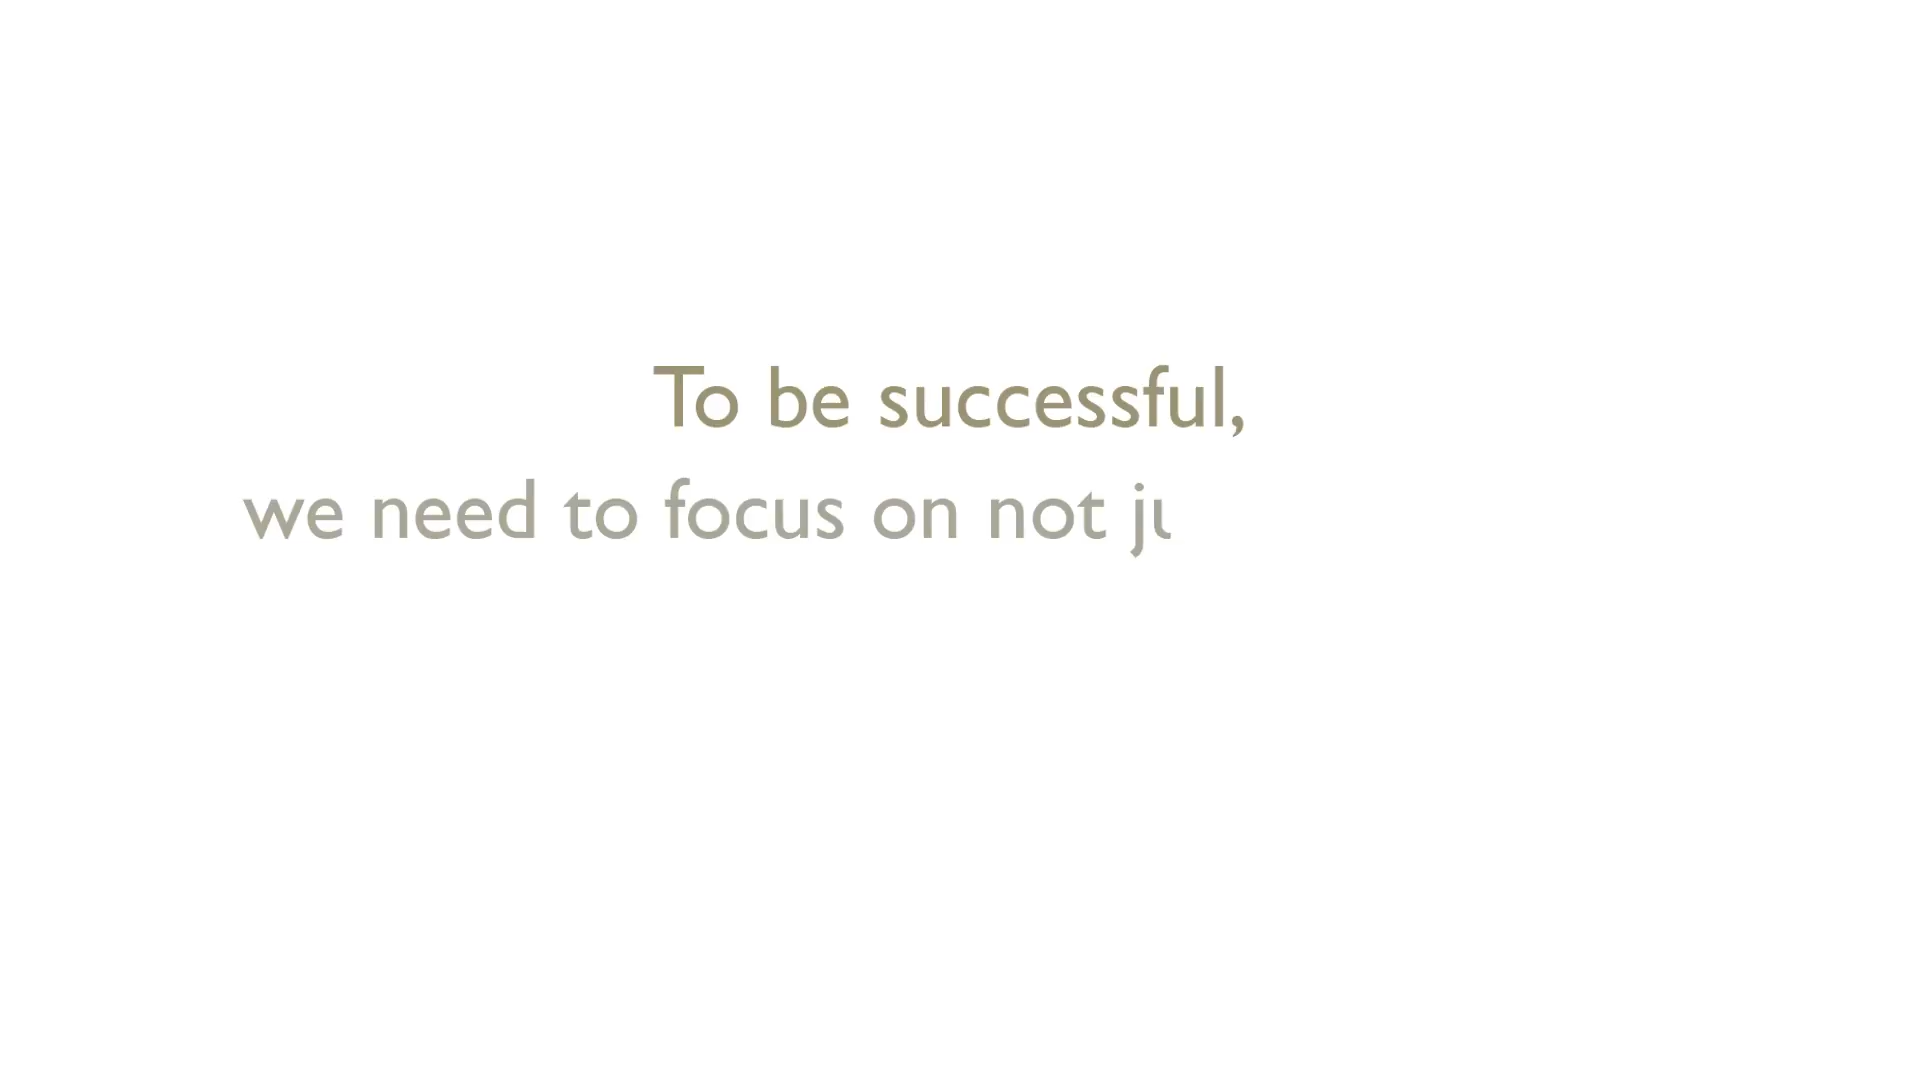 To be successful,
we need to focus on not